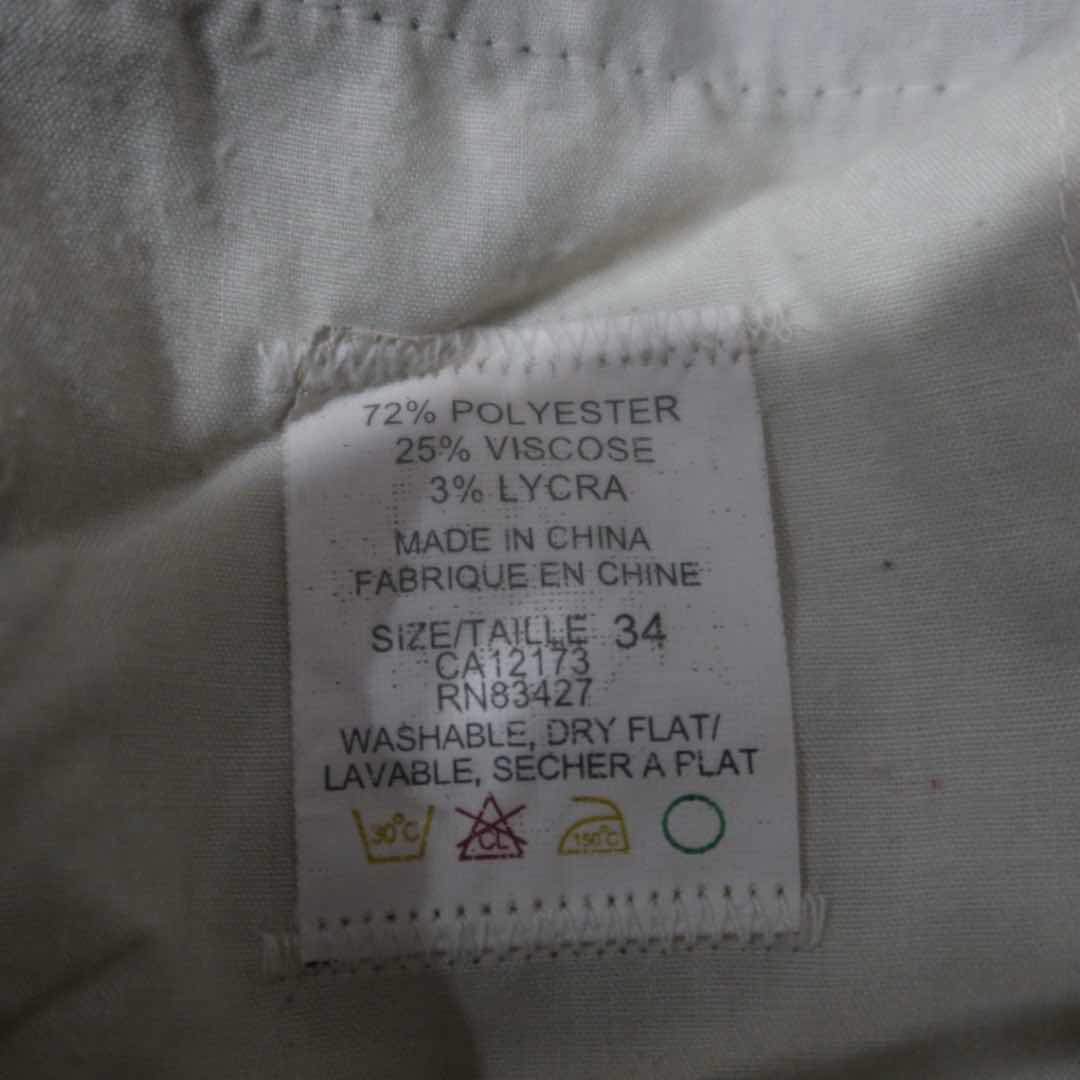 72% POLYESTER
25% VISCOSE
3% LYCRA
MADE IN CHINA
FABRIQUE EN CHINE
SIZE/TAILLE 34
CA12173
RN83427
WASHABLE, DRY FLAT/
LAVABLE, SECHER A PLAT
30°C CL 150°C